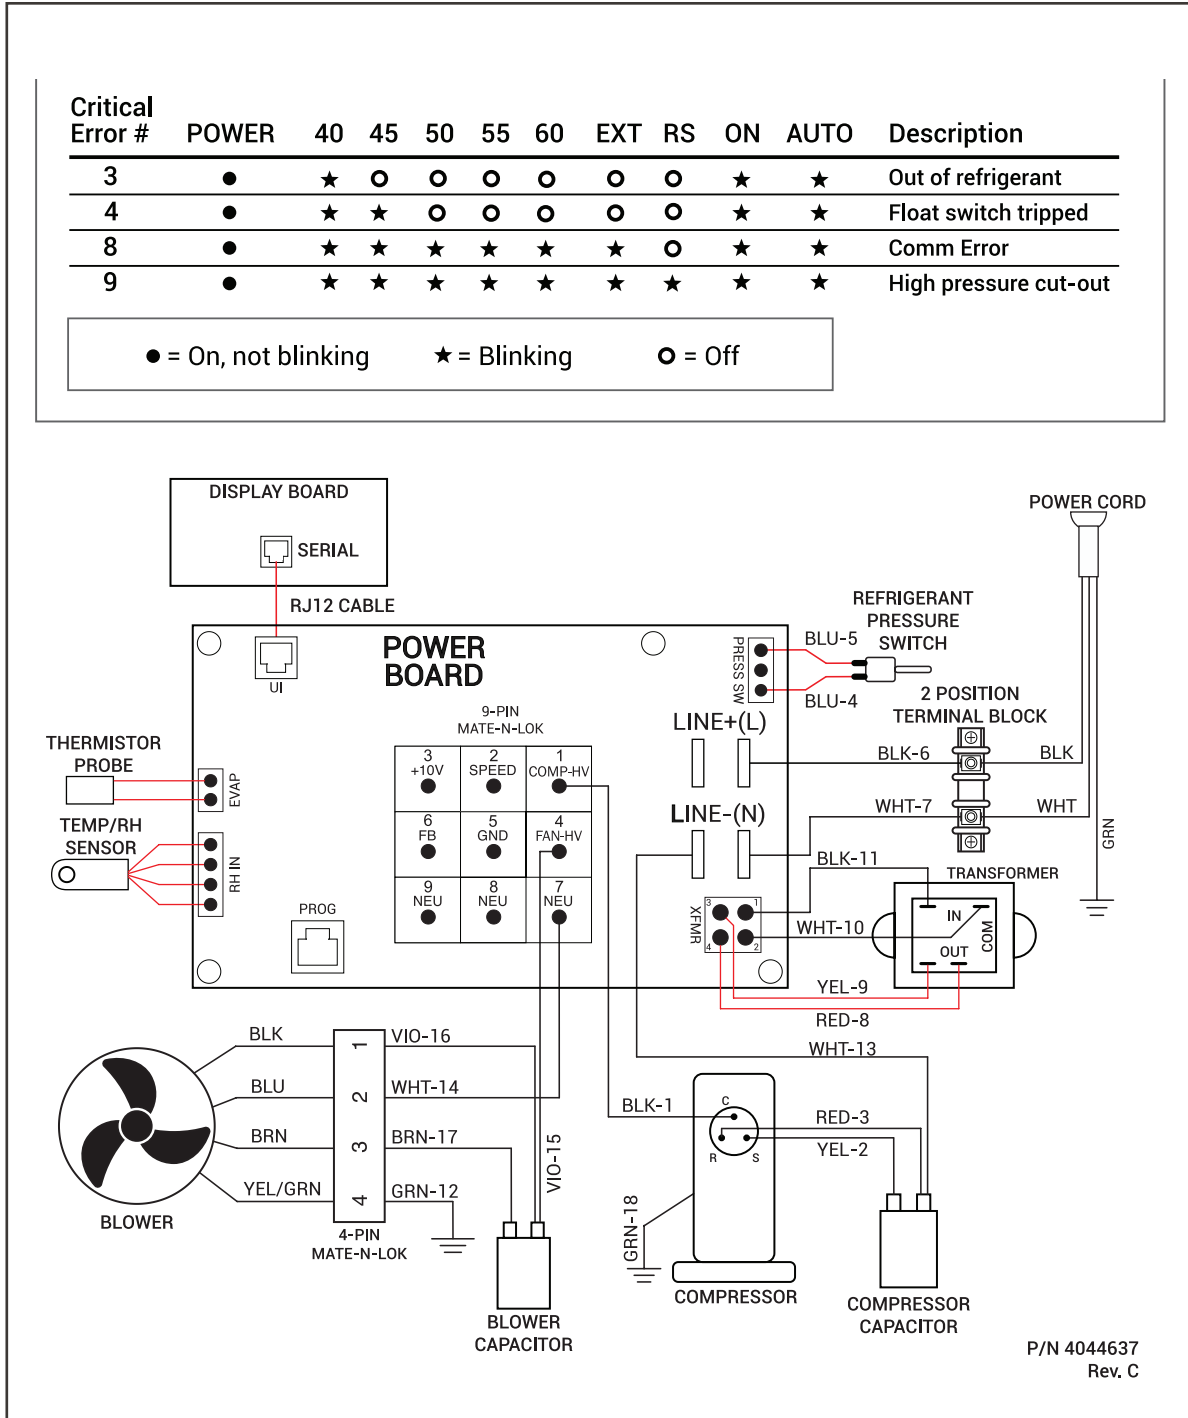 Critical
Error # POWER 40 45 50 55 60 EXT RS ON AUTO Description
3 ● ★ O O O O O O ★ ★ Out of refrigerant
4 ● ★ ★ O O O O O ★ ★ Float switch tripped
8 ● ★ ★ ★ ★ ★ ★ O ★ ★ Comm Error
9 ● ★ ★ ★ ★ ★ ★ ★ ★ ★ High pressure cut-out
● = On, not blinking ★ = Blinking O = Off
DISPLAY BOARD
SERIAL
RJ12 CABLE
UI
POWER
BOARD
POWER CORD
REFRIGERANT
PRESSURE
SWITCH
PRESS SW
BLU-5
BLU-4
2 POSITION
TERMINAL BLOCK
9-PIN
MATE-N-LOK
LINE+(L)
BLK-6
BLK
THERMISTOR
PROBE
EVAP
3
+10V
2
SPEED
1
COMP-HV
LINE-(N)
WHT-7
WHT
GRN
TEMP/RH
SENSOR
RH IN
6
FB
5
GND
4
FAN-HV
BLK-11
TRANSFORMER
9
NEU
8
NEU
7
NEU
PROG
XFMR
3
1
4
2
WHT-10
IN
OUT
COM
YEL-9
RED-8
WHT-13
BLK
1
VIO-16
BLU
2
WHT-14
BRN
3
BRN-17
YEL/GRN
4
GRN-12
BLOWER
4-PIN
MATE-N-LOK
VIO-15
BLOWER
CAPACITOR
BLK-1
C
R
S
RED-3
YEL-2
GRN-18
COMPRESSOR
COMPRESSOR
CAPACITOR
P/N 4044637
Rev. C